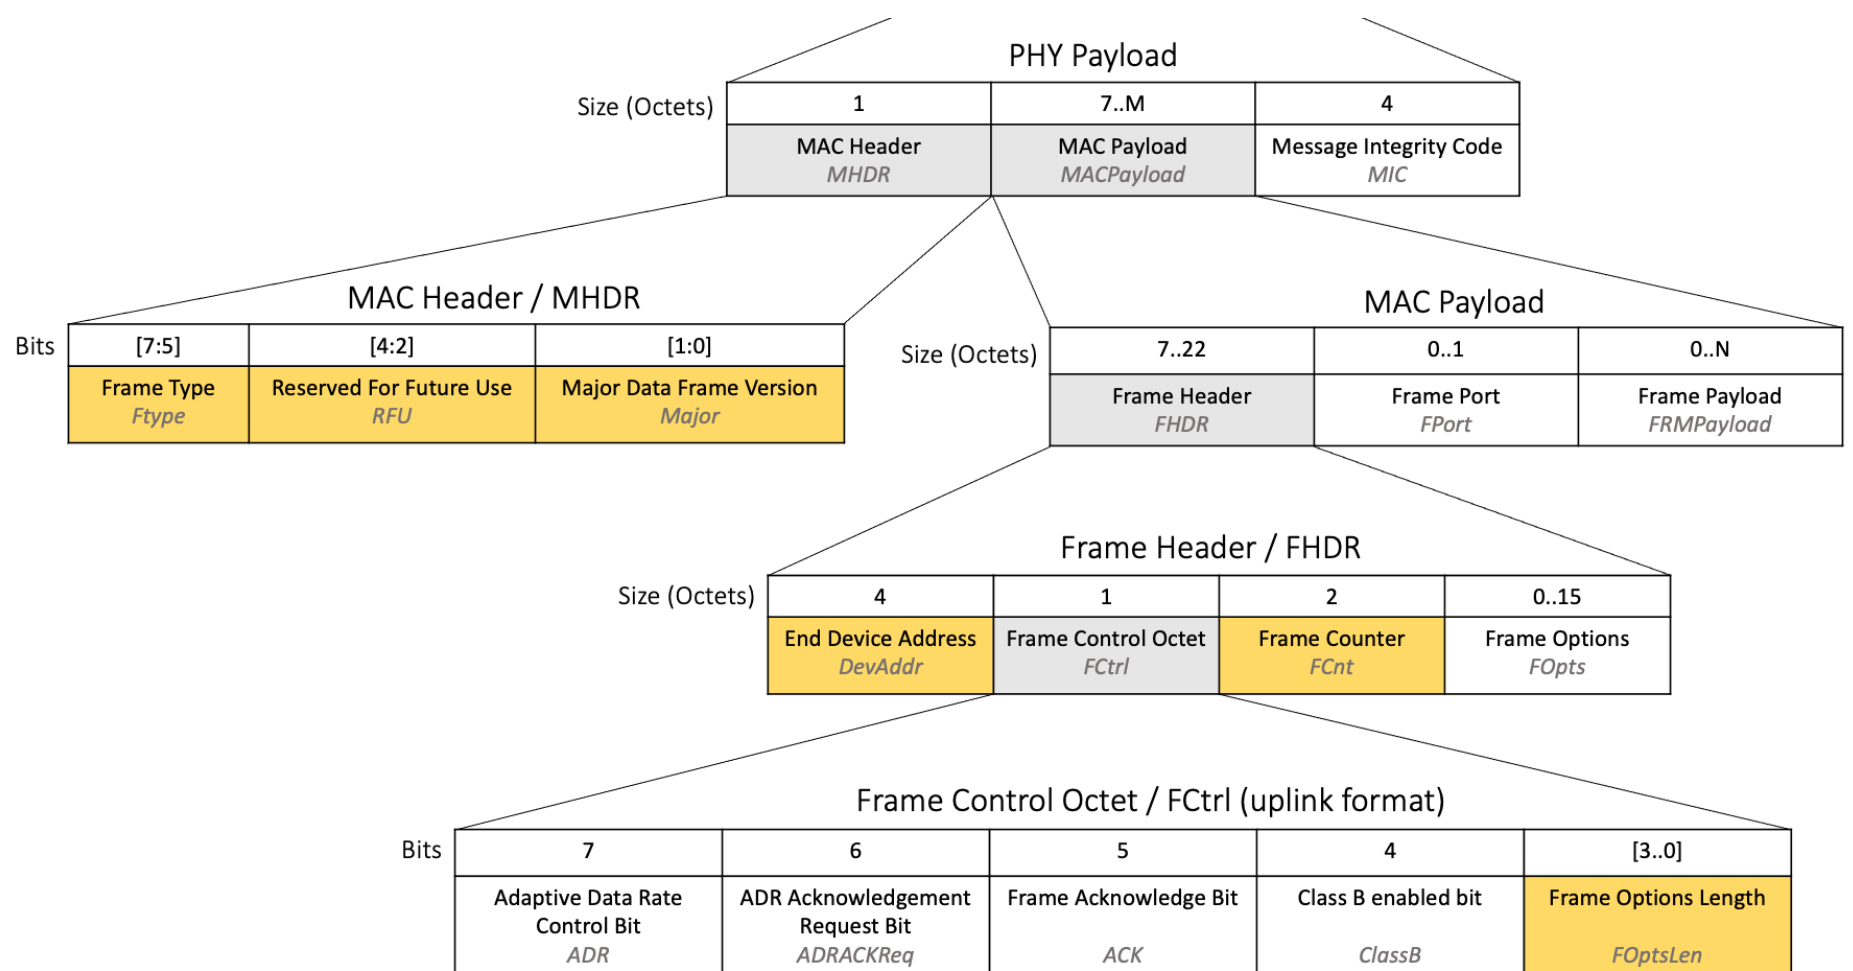 PHY Payload
Size (Octets) 1 7..M 4
MAC Header MAC Payload Message Integrity Code
MHDR MACPayload MIC
MAC Header / MHDR
Bits [7:5] [4:2] [1:0]
Frame Type Reserved For Future Use Major Data Frame Version
Ftype RFU Major
MAC Payload
Size (Octets) 7..22 0..1 0..N
Frame Header Frame Port Frame Payload
FHDR FPort FRMPayload
Frame Header / FHDR
Size (Octets) 4 1 2 0..15
End Device Address Frame Control Octet Frame Counter Frame Options
DevAddr FCtrl FCnt FOpts
Frame Control Octet / FCtrl (uplink format)
Bits 7 6 5 4 [3..0]
Adaptive Data Rate ADR Acknowledgement Frame Acknowledge Bit Class B enabled bit Frame Options Length
Control Bit Request Bit
ADR ADRACKReq ACK ClassB FOptsLen